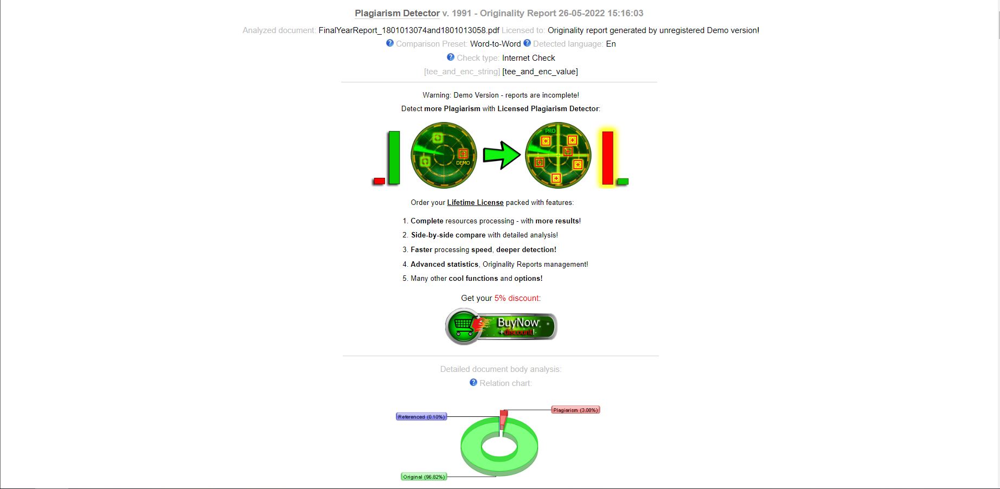 Plagiarism Detector v. 1991 - Originality Report 26-05-2022 15:16:03
Analyzed document: FinalYearReport_1801013074and1801013058.pdf Licensed to: Originality report generated by unregistered Demo version!
Comparison Preset: Word-to-Word Detected language: En
Check type: Internet Check
[tee_and_enc_string] [tee_and_enc_value]
Warning: Demo Version - reports are incomplete!
Detect more Plagiarism with Licensed Plagiarism Detector:
PRO
DEMO
Order your Lifetime License packed with features:
1. Complete resources processing - with more results!
2. Side-by-side compare with detailed analysis!
3. Faster processing speed, deeper detection!
4. Advanced statistics, Originality Reports management!
5. Many other cool functions and options!
Get your 5% discount:
BuyNow
+discount!
Detailed document body analysis:
Relation chart:
Plagiarism (3.08%)
Referenced (0.10%)
Original (96.82%)